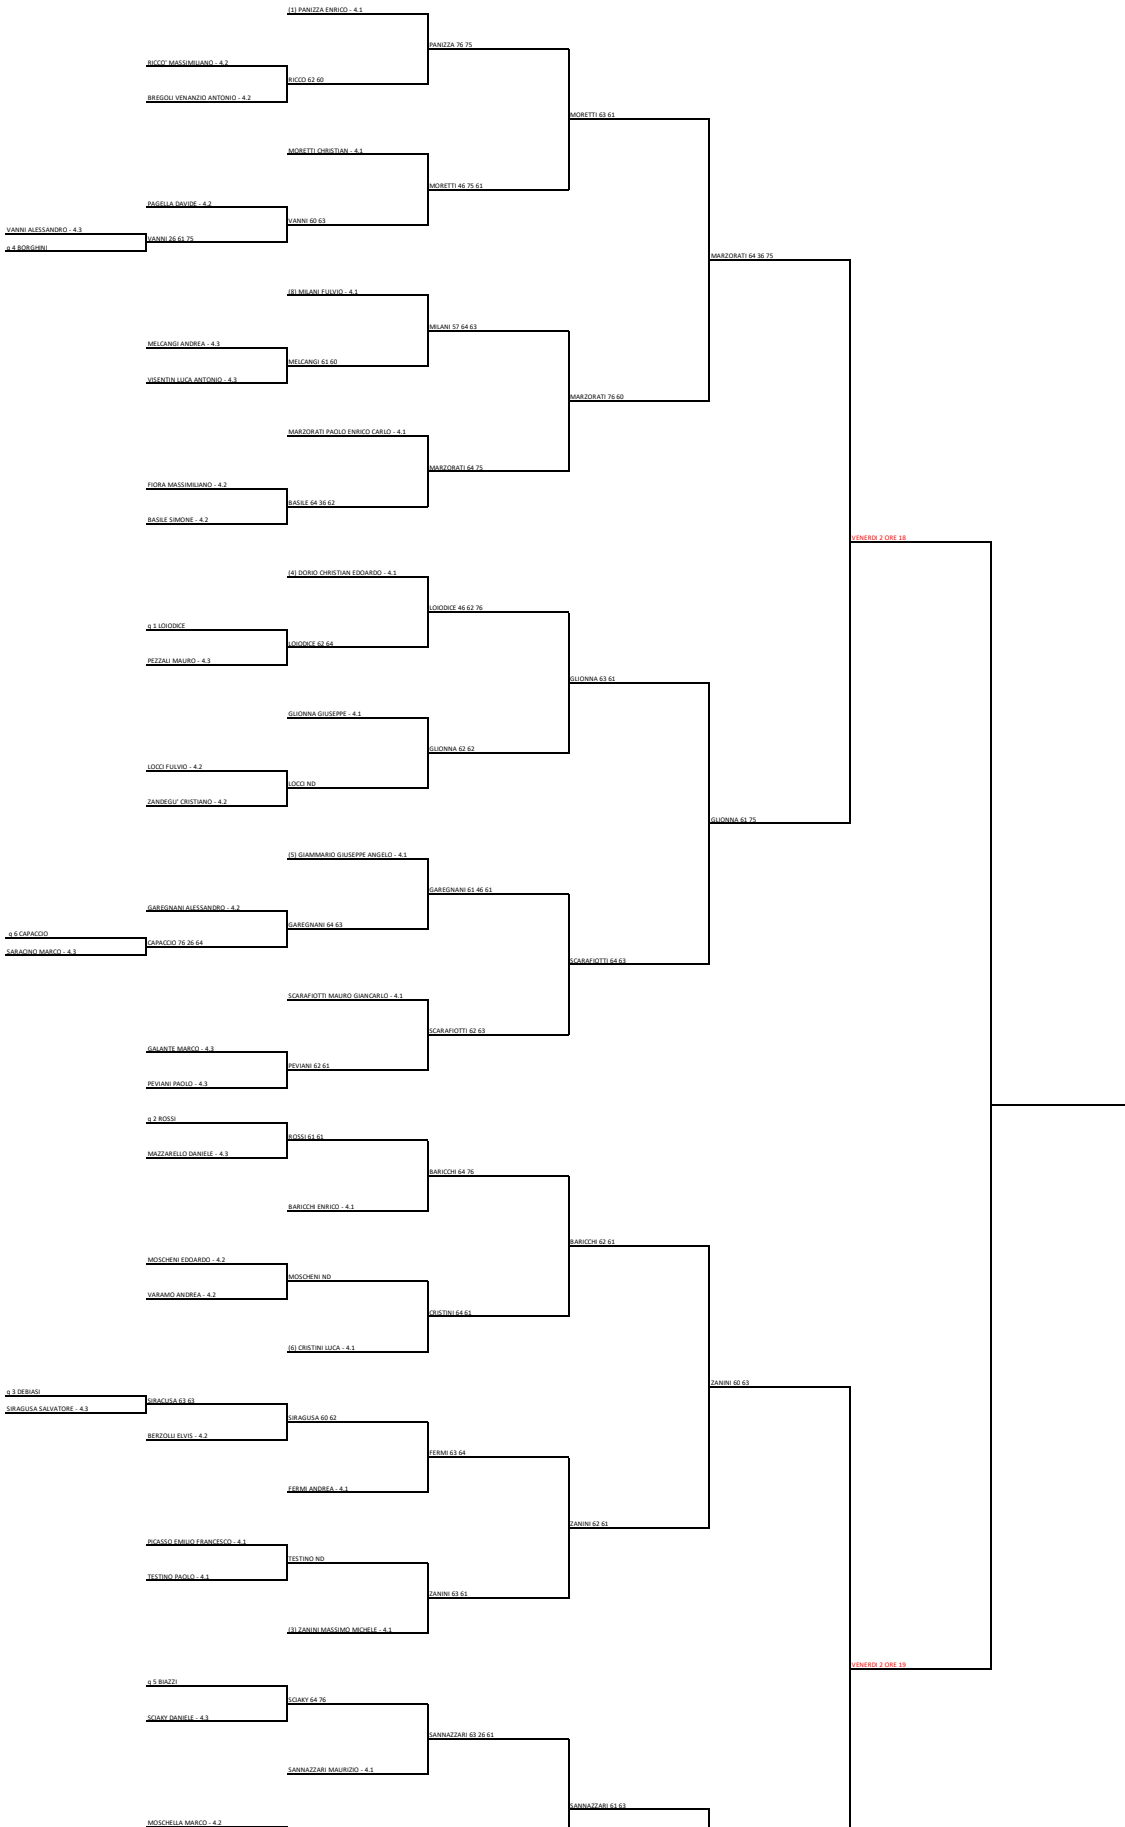 (1) PANIZZA ENRICO - 4.1
PANIZZA 76 75
RICCO' MASSIMILIANO - 4.2
RICCO 62 60
BREGOLI VENANZIO ANTONIO - 4.2
MORETTI 63 61
MORETTI CHRISTIAN - 4.1
MORETTI 46 75 61
PAGELLA DAVIDE - 4.2
VANNI 60 63
VANNI ALESSANDRO - 4.3
VANNI 26 61 75
q 4 BORGHINI
MARZORATI 64 36 75
(8) MILANI FULVIO - 4.1
MILANI 57 64 63
MELCANGI ANDREA - 4.3
MELCANGI 61 60
VISENTIN LUCA ANTONIO - 4.3
MARZORATI 76 60
MARZORATI PAOLO ENRICO CARLO - 4.1
MARZORATI 64 75
FIORA MASSIMILIANO - 4.2
BASILE 64 36 62
BASILE SIMONE - 4.2
VENERDI 2 ORE 18
(4) DORIO CHRISTIAN EDOARDO - 4.1
LOIODICE 46 62 76
q 1 LOIODICE
LOIODICE 62 64
PEZZALI MAURO - 4.3
GLIONNA 63 61
GLIONNA GIUSEPPE - 4.1
GLIONNA 62 62
LOCCI FULVIO - 4.2
LOCCI ND
ZANDEGU' CRISTIANO - 4.2
GLIONNA 61 75
(5) GIAMMARIO GIUSEPPE ANGELO - 4.1
GAREGNANI 61 46 61
GAREGNANI ALESSANDRO - 4.2
GAREGNANI 64 63
q 6 CAPACCIO
CAPACCIO 76 26 64
SARAGNO MARCO - 4.3
SCARAFIOTTI 64 63
SCARAFIOTTI MAURO GIANCARLO - 4.1
SCARAFIOTTI 62 63
GALANTE MARCO - 4.3
PEVIANI 62 61
PEVIANI PAOLO - 4.3
q 2 ROSSI
ROSSI 61 61
MAZZARELLO DANIELE - 4.3
BARICCHI 64 76
BARICCHI ENRICO - 4.1
BARICCHI 62 61
MOSCHENI EDOARDO - 4.2
MOSCHENI ND
VARAMO ANDREA - 4.2
CRISTINI 64 61
(6) CRISTINI LUCA - 4.1
ZANINI 60 63
q 3 DEBIASI
SIRACUSA 63 63
SIRAGUSA SALVATORE - 4.3
SIRAGUSA 60 62
BERZOLLI ELVIS - 4.2
FERMI 63 64
FERMI ANDREA - 4.1
ZANINI 62 61
PICASSO EMILIO FRANCESCO - 4.1
TESTINO ND
TESTINO PAOLO - 4.1
ZANINI 63 61
(3) ZANINI MASSIMO MICHELE - 4.1
VENERDI 2 ORE 19
q 5 BIAZZI
SCIAKY 64 76
SCIAKY DANIELE - 4.3
SANNAZZARI 63 26 61
SANNAZZARI MAURIZIO - 4.1
SANNAZZARI 61 63
MOSCHELLA MARCO - 4.2